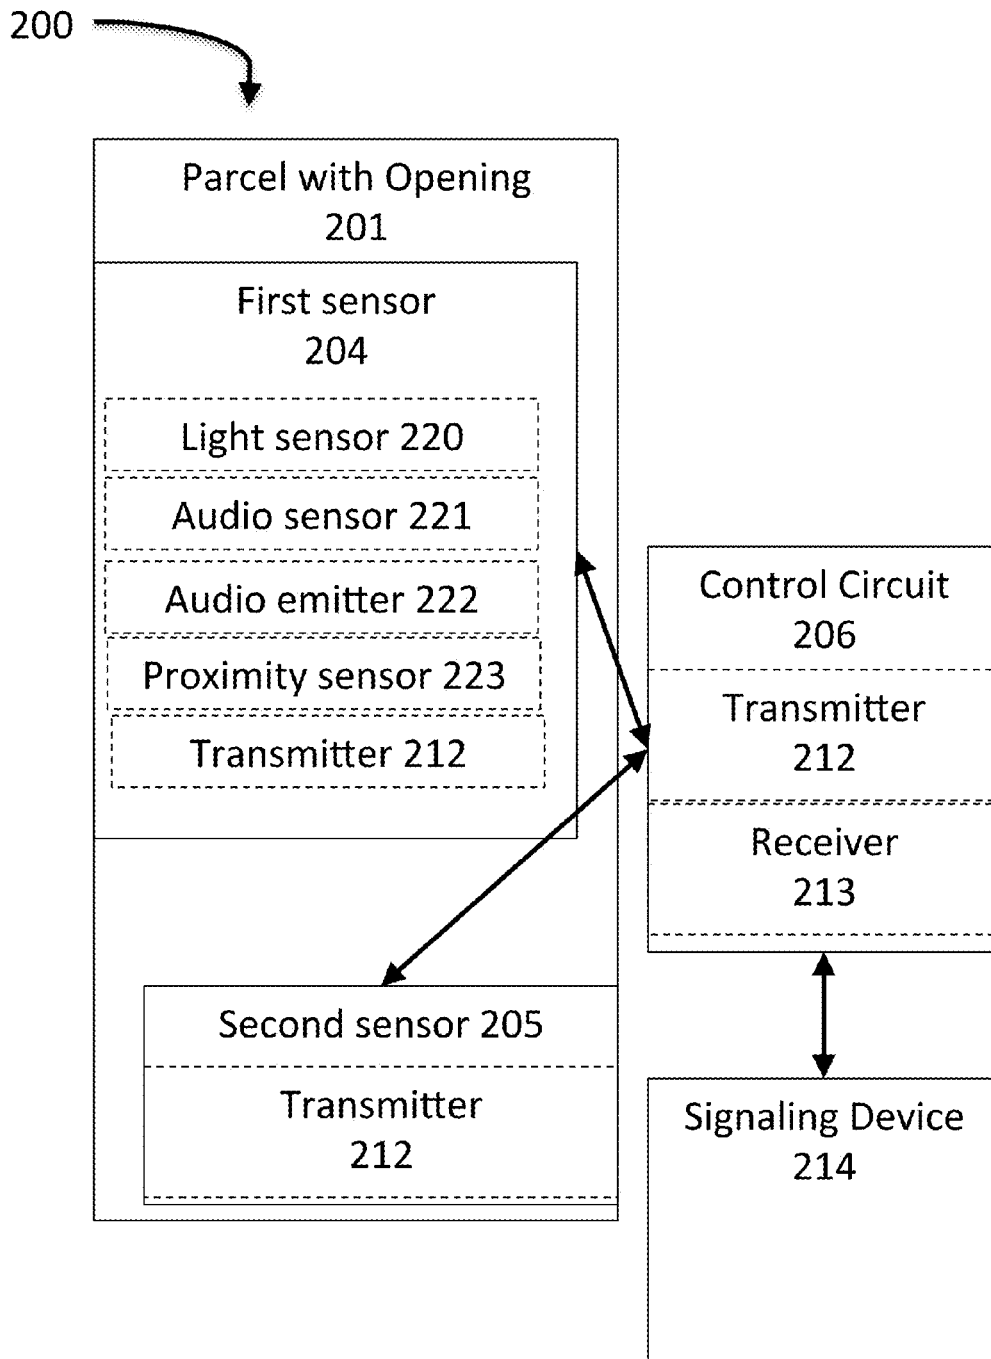 200
Parcel with Opening
201
First sensor
204
Light sensor 220
Audio sensor 221
Audio emitter 222
Proximity sensor 223
Transmitter 212
Control Circuit
206
Transmitter
212
Receiver
213
Second sensor 205
Transmitter
212
Signaling Device
214